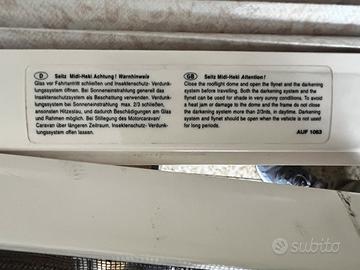 D Seitz Midi-Heki Achtung! Warnhinweis
Glas vor Fahrtantritt schließen und Insektenschutz- Verdunk-
lungssystem öffnen. Bei Sonneneinstrahlung generell das
Insektenschutzsystem als Beschattung verwenden. Verdunk-
lungssystem bei Sonneneinstrahlung max. 2/3 schließen,
ansonsten Hitzestau, und dadurch Beschädigungen am Glas
und Rahmen möglich. Bei Stillegung des Motorcaravan/
Caravan über längeren Zeitraum, Insektenschutz- Verdunk-
lungssystem offen lassen.
GB Seitz Midi-Heki Attention!
Close the rooflight dome and open the flynet and the darkening
system before travelling. Both the darkening system and the
flynet can be used for shade in very sunny conditions. To avoid
a heat jam or damage to the dome and the frame do not close
the darkening system more than 2/3rds, in daytime. Darkening
system and flynet should be open when the vehicle is not used
for long periods.
AUF 1063
subito